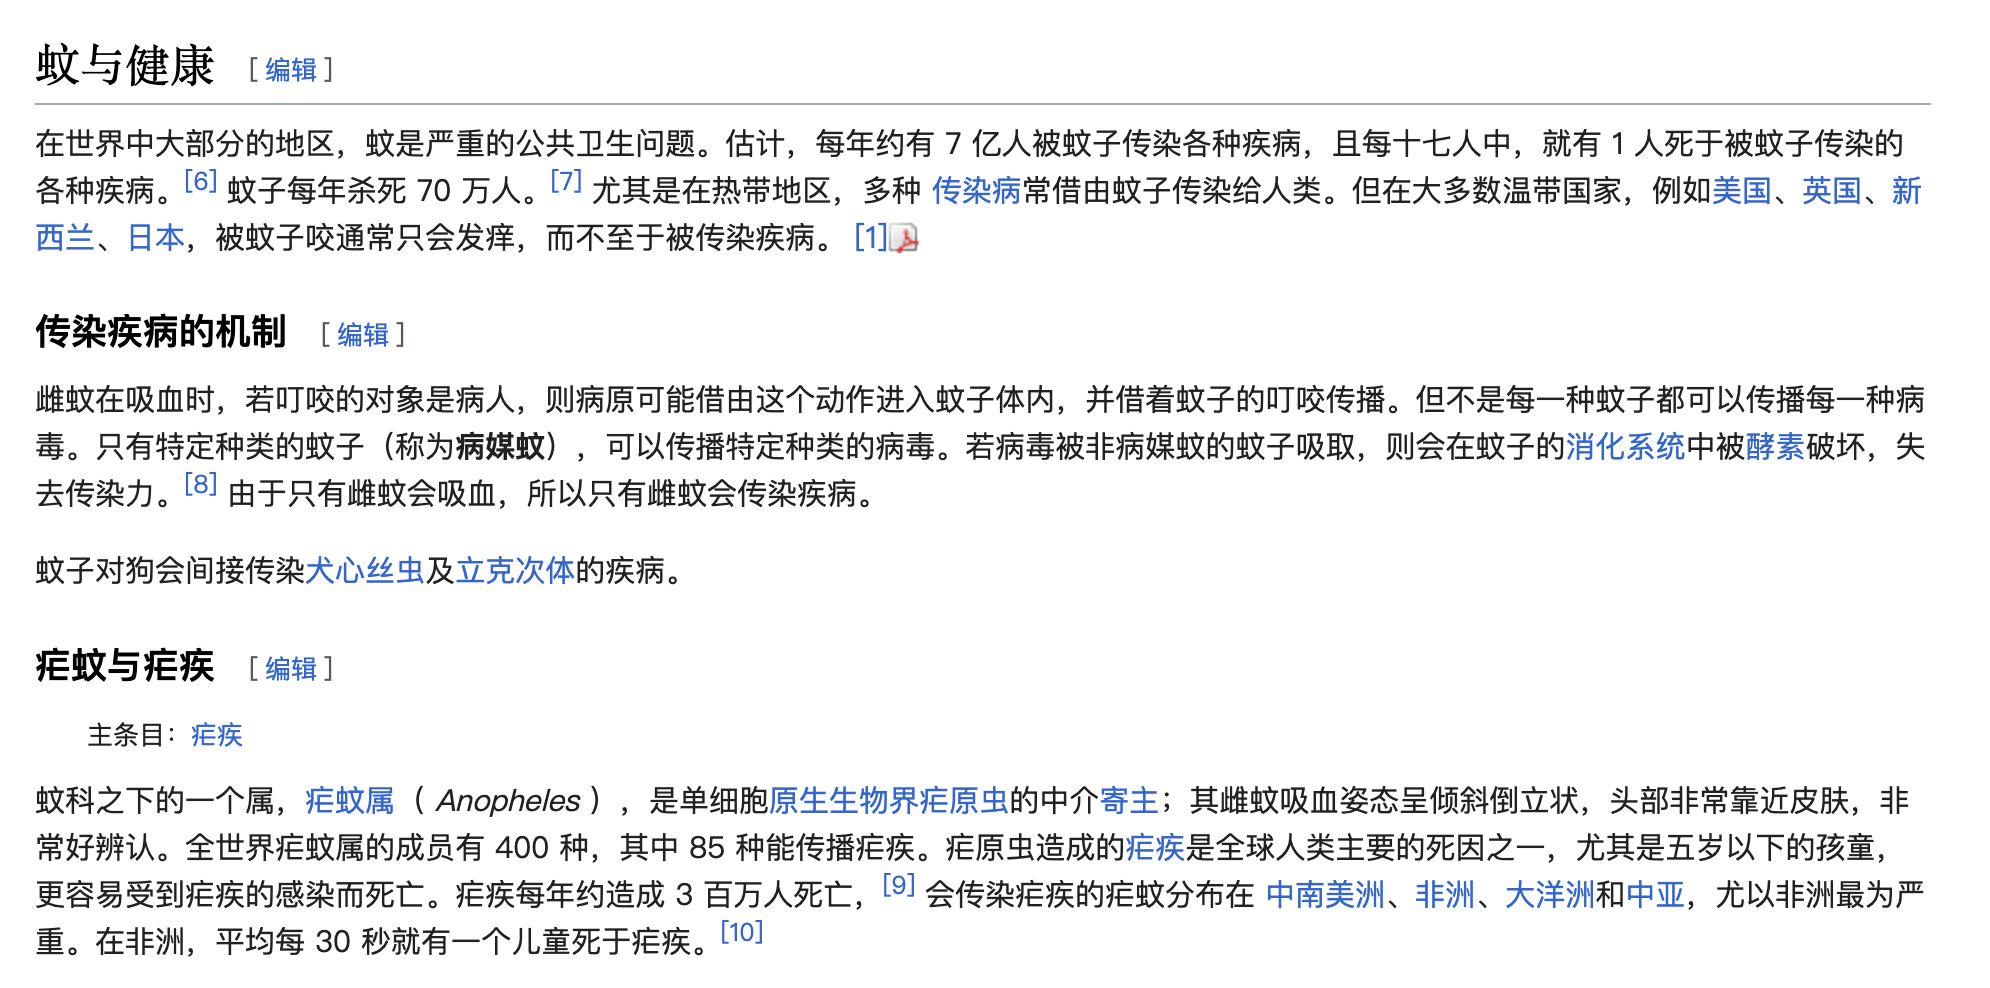 蚊与健康 [ 编辑 ]
在世界中大部分的地区，蚊是严重的公共卫生问题。估计，每年约有 7 亿人被蚊子传染各种疾病，且每十七人中，就有 1 人死于被蚊子传染的
各种疾病。[6] 蚊子每年杀死 70 万人。[7] 尤其是在热带地区，多种 传染病常借由蚊子传染给人类。但在大多数温带国家，例如美国、英国、新
西兰、日本，被蚊子咬通常只会发痒，而不至于被传染疾病。 [1]
传染疾病的机制 [ 编辑 ]
雌蚊在吸血时，若叮咬的对象是病人，则病原可能借由这个动作进入蚊子体内，并借着蚊子的叮咬传播。但不是每一种蚊子都可以传播每一种病
毒。只有特定种类的蚊子（称为病媒蚊），可以传播特定种类的病毒。若病毒被非病媒蚊的蚊子吸取，则会在蚊子的消化系统中被酵素破坏，失
去传染力。[8] 由于只有雌蚊会吸血，所以只有雌蚊会传染疾病。
蚊子对狗会间接传染犬心丝虫及立克次体的疾病。
疟蚊与疟疾 [ 编辑 ]
主条目：疟疾
蚊科之下的一个属，疟蚊属（ Anopheles ），是单细胞原生生物界疟原虫的中介寄主；其雌蚊吸血姿态呈倾斜倒立状，头部非常靠近皮肤，非
常好辨认。全世界疟蚊属的成员有 400 种，其中 85 种能传播疟疾。疟原虫造成的疟疾是全球人类主要的死因之一，尤其是五岁以下的孩童，
更容易受到疟疾的感染而死亡。疟疾每年约造成 3 百万人死亡，[9] 会传染疟疾的疟蚊分布在 中南美洲、非洲、大洋洲和中亚，尤以非洲最为严
重。在非洲，平均每 30 秒就有一个儿童死于疟疾。[10]